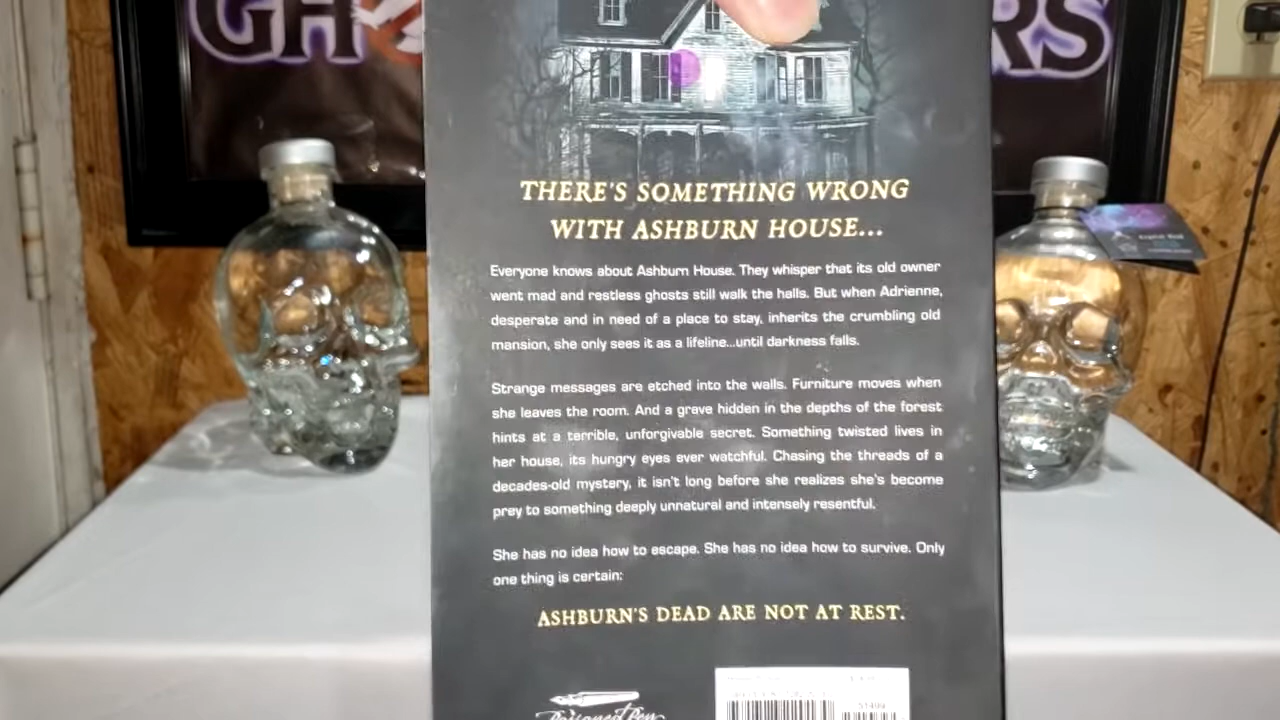 GH
RS
THERE'S SOMETHING WRONG
WITH ASHBURN HOUSE...
Everyone knows about Ashburn House. They whisper that its old owner
went mad and restless ghosts still walk the halls. But when Adrienne,
desperate and in need of a place to stay, inherits the crumbling old
mansion, she only sees it as a lifeline...until darkness falls.
Strange messages are etched into the walls. Furniture moves when
she leaves the room. And a grave hidden in the depths of the forest
hints at a terrible, unforgivable secret. Something twisted lives in
her house, its hungry eyes ever watchful. Chasing the threads of a
decades-old mystery, it isn't long before she realizes she's become
prey to something deeply unnatural and intensely resentful.
She has no idea how to escape. She has no idea how to survive. Only
one thing is certain:
ASHBURN'S DEAD ARE NOT AT REST.
Poisoned Pen
51499